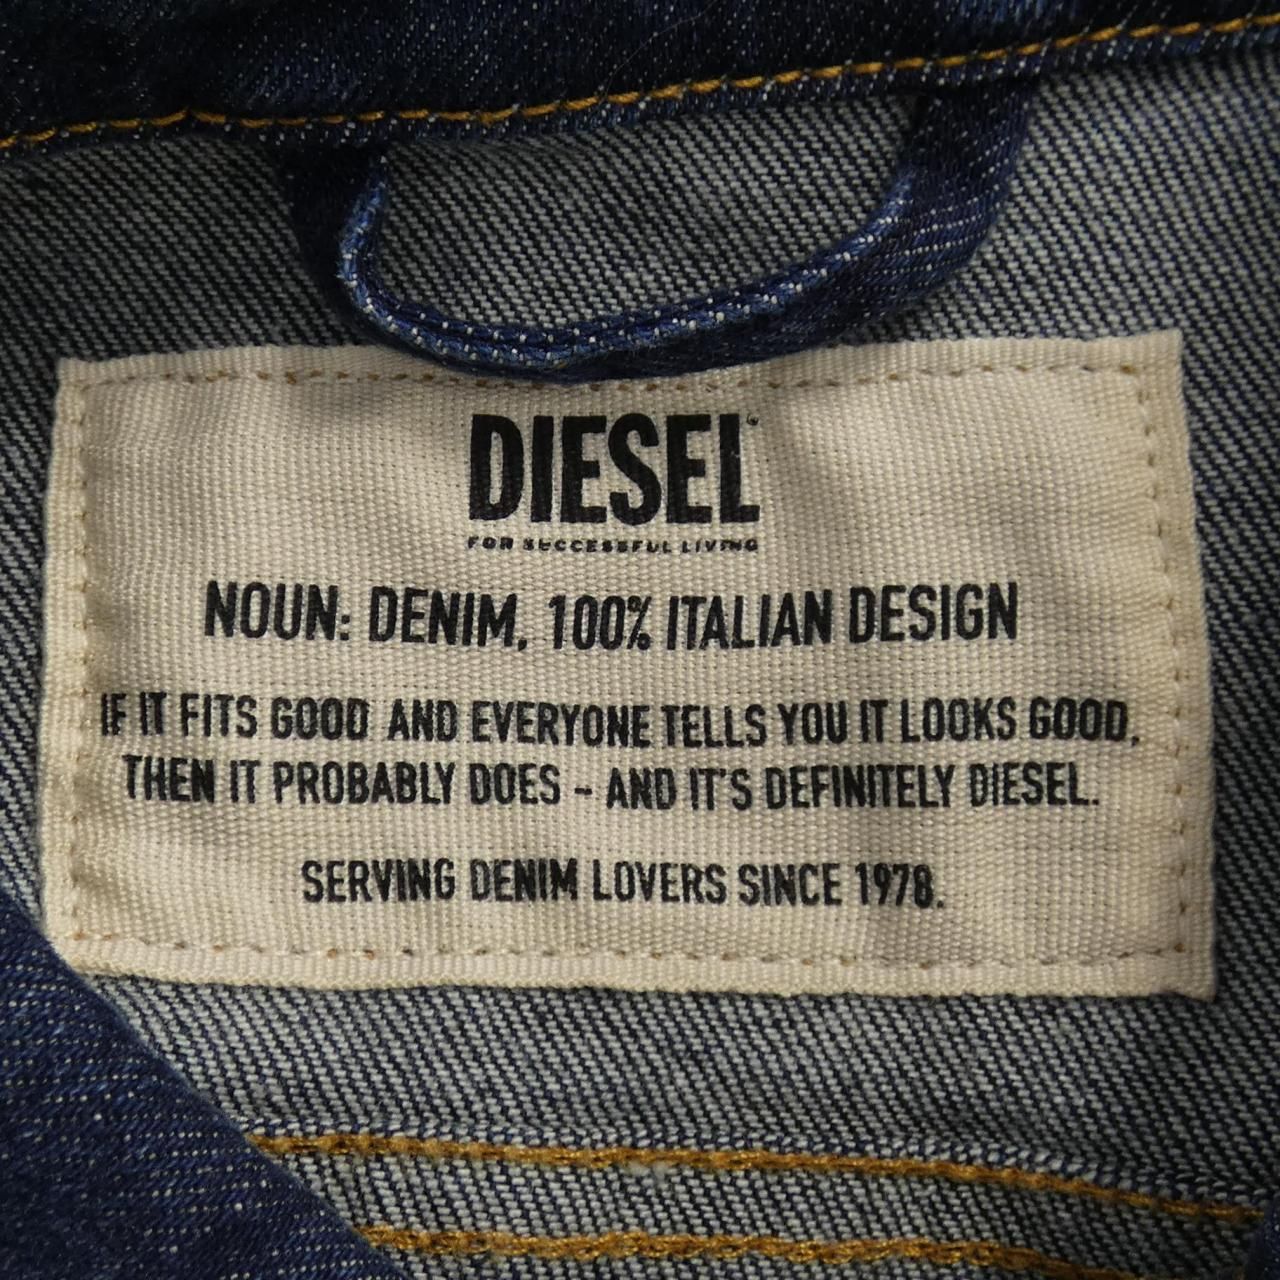 DIESEL
FOR SUCCESSFUL LIVING
NOUN: DENIM, 100% ITALIAN DESIGN
IF IT FITS GOOD AND EVERYONE TELLS YOU IT LOOKS GOOD,
THEN IT PROBABLY DOES - AND IT'S DEFINITELY DIESEL.
SERVING DENIM LOVERS SINCE 1978.